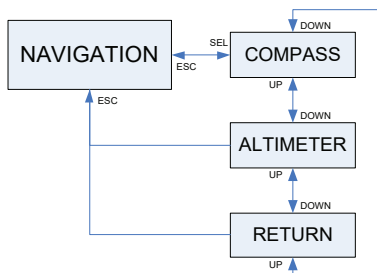 DOWN
NAVIGATION
SEL
ESC
COMPASS
UP
DOWN
ESC
ALTIMETER
UP
DOWN
RETURN
UP